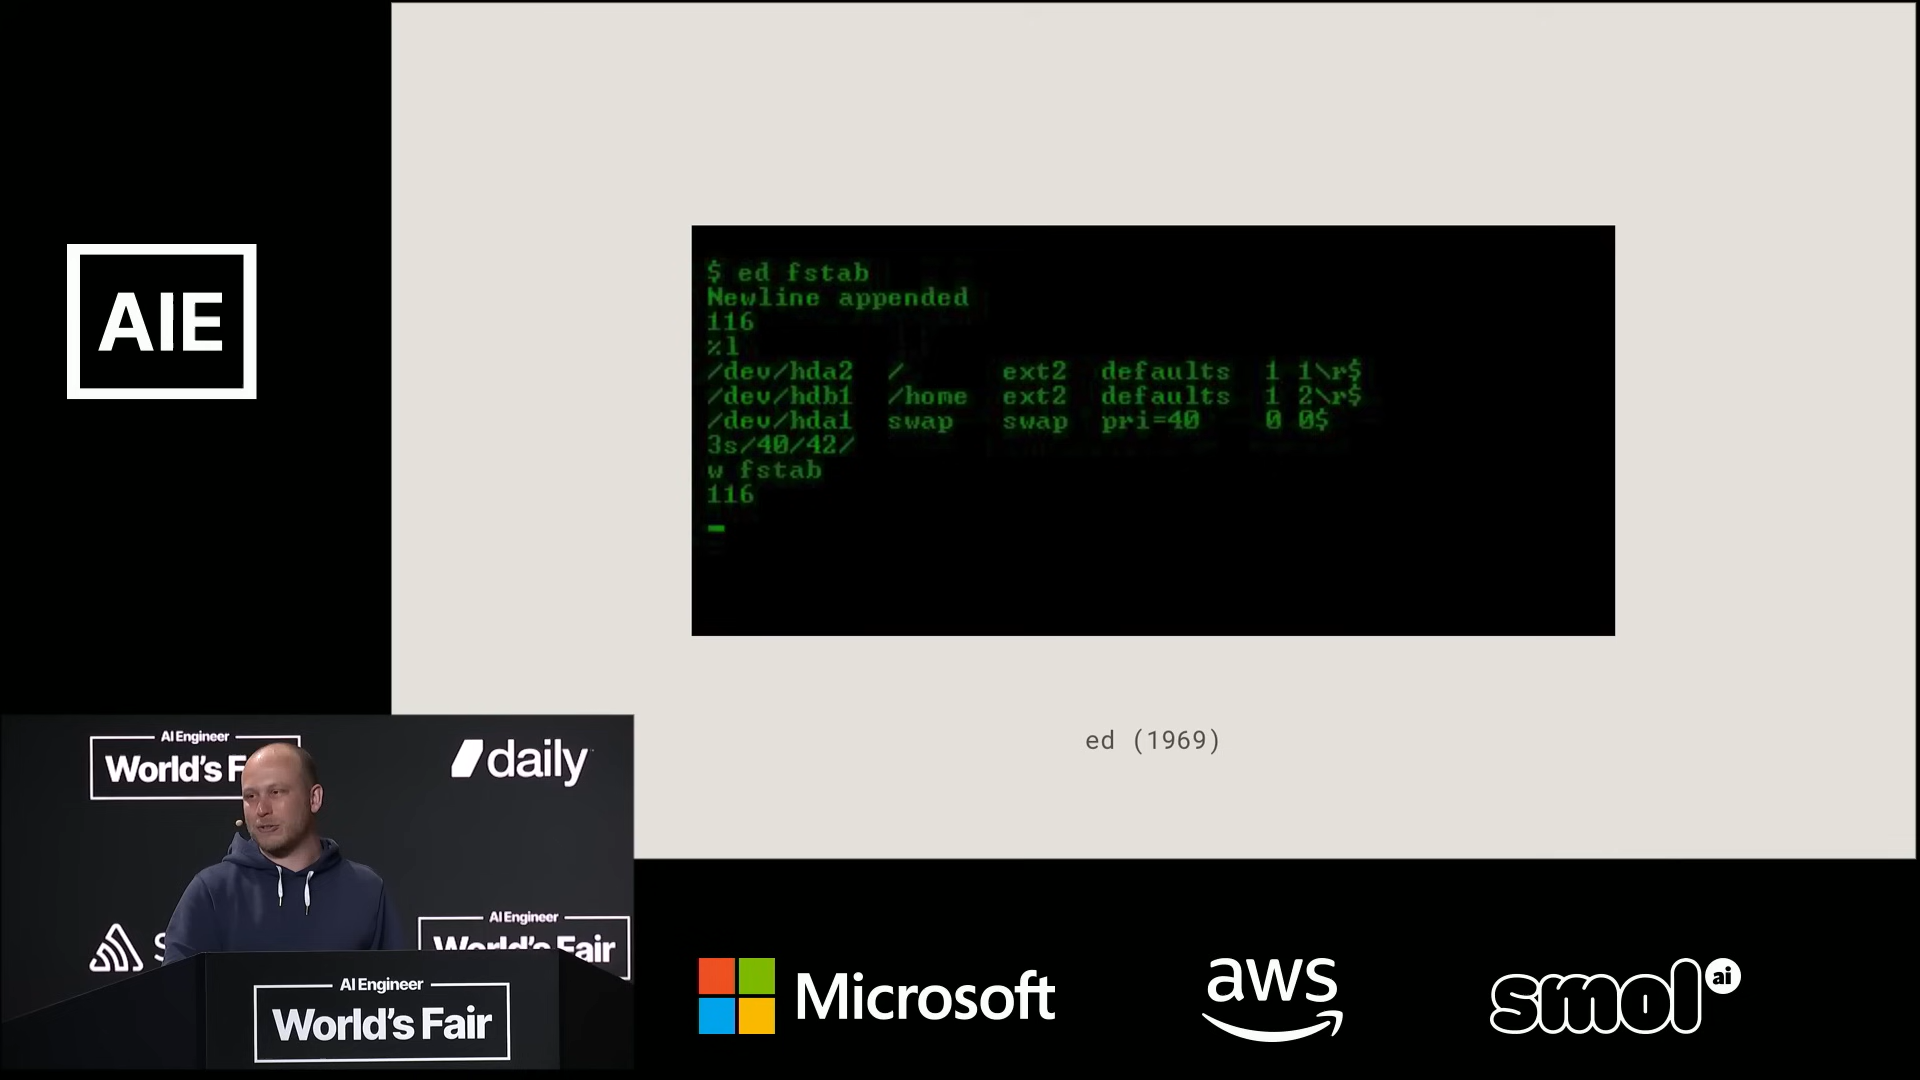 AIE
$ ed fstab
Newline appended
116
%l
/dev/hda2 / ext2 defaults 1 1\r$
/dev/hdb1 /home ext2 defaults 1 2\r$
/dev/hda1 swap swap pri=40 0 0$
3s/40/42/
w fstab
116
ed (1969)
AI Engineer
World's F
daily
S
AI Engineer
World's Fair
AI Engineer
World's Fair
Microsoft
aws
smol ai